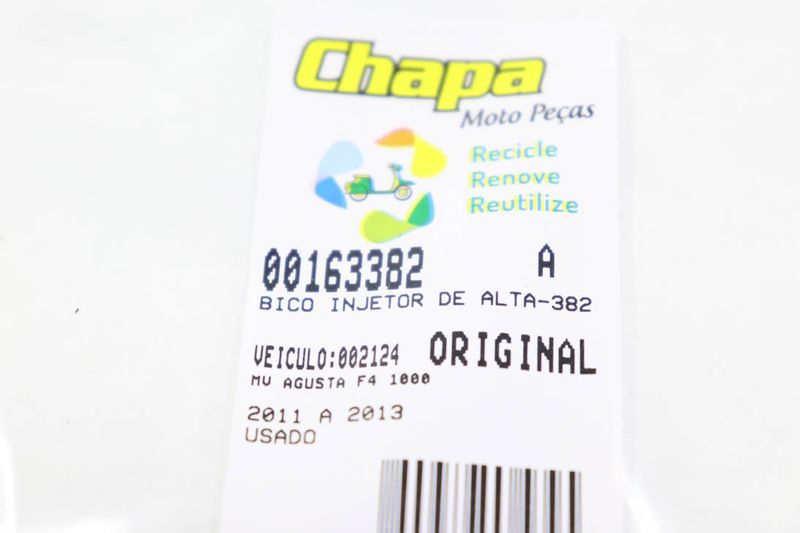 Chapa
Moto Peças
Recicle
Renove
Reutilize
00163382 A
BICO INJETOR DE ALTA-382
VEICULO:002124 ORIGINAL
MV AGUSTA F4 1000
2011 A 2013
USADO